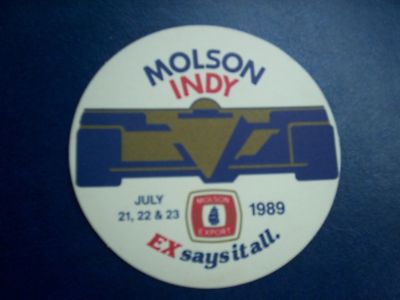 MOLSON
INDY
JULY
21, 22 & 23
1989
MOLSON
EXPORT
EX says it all.